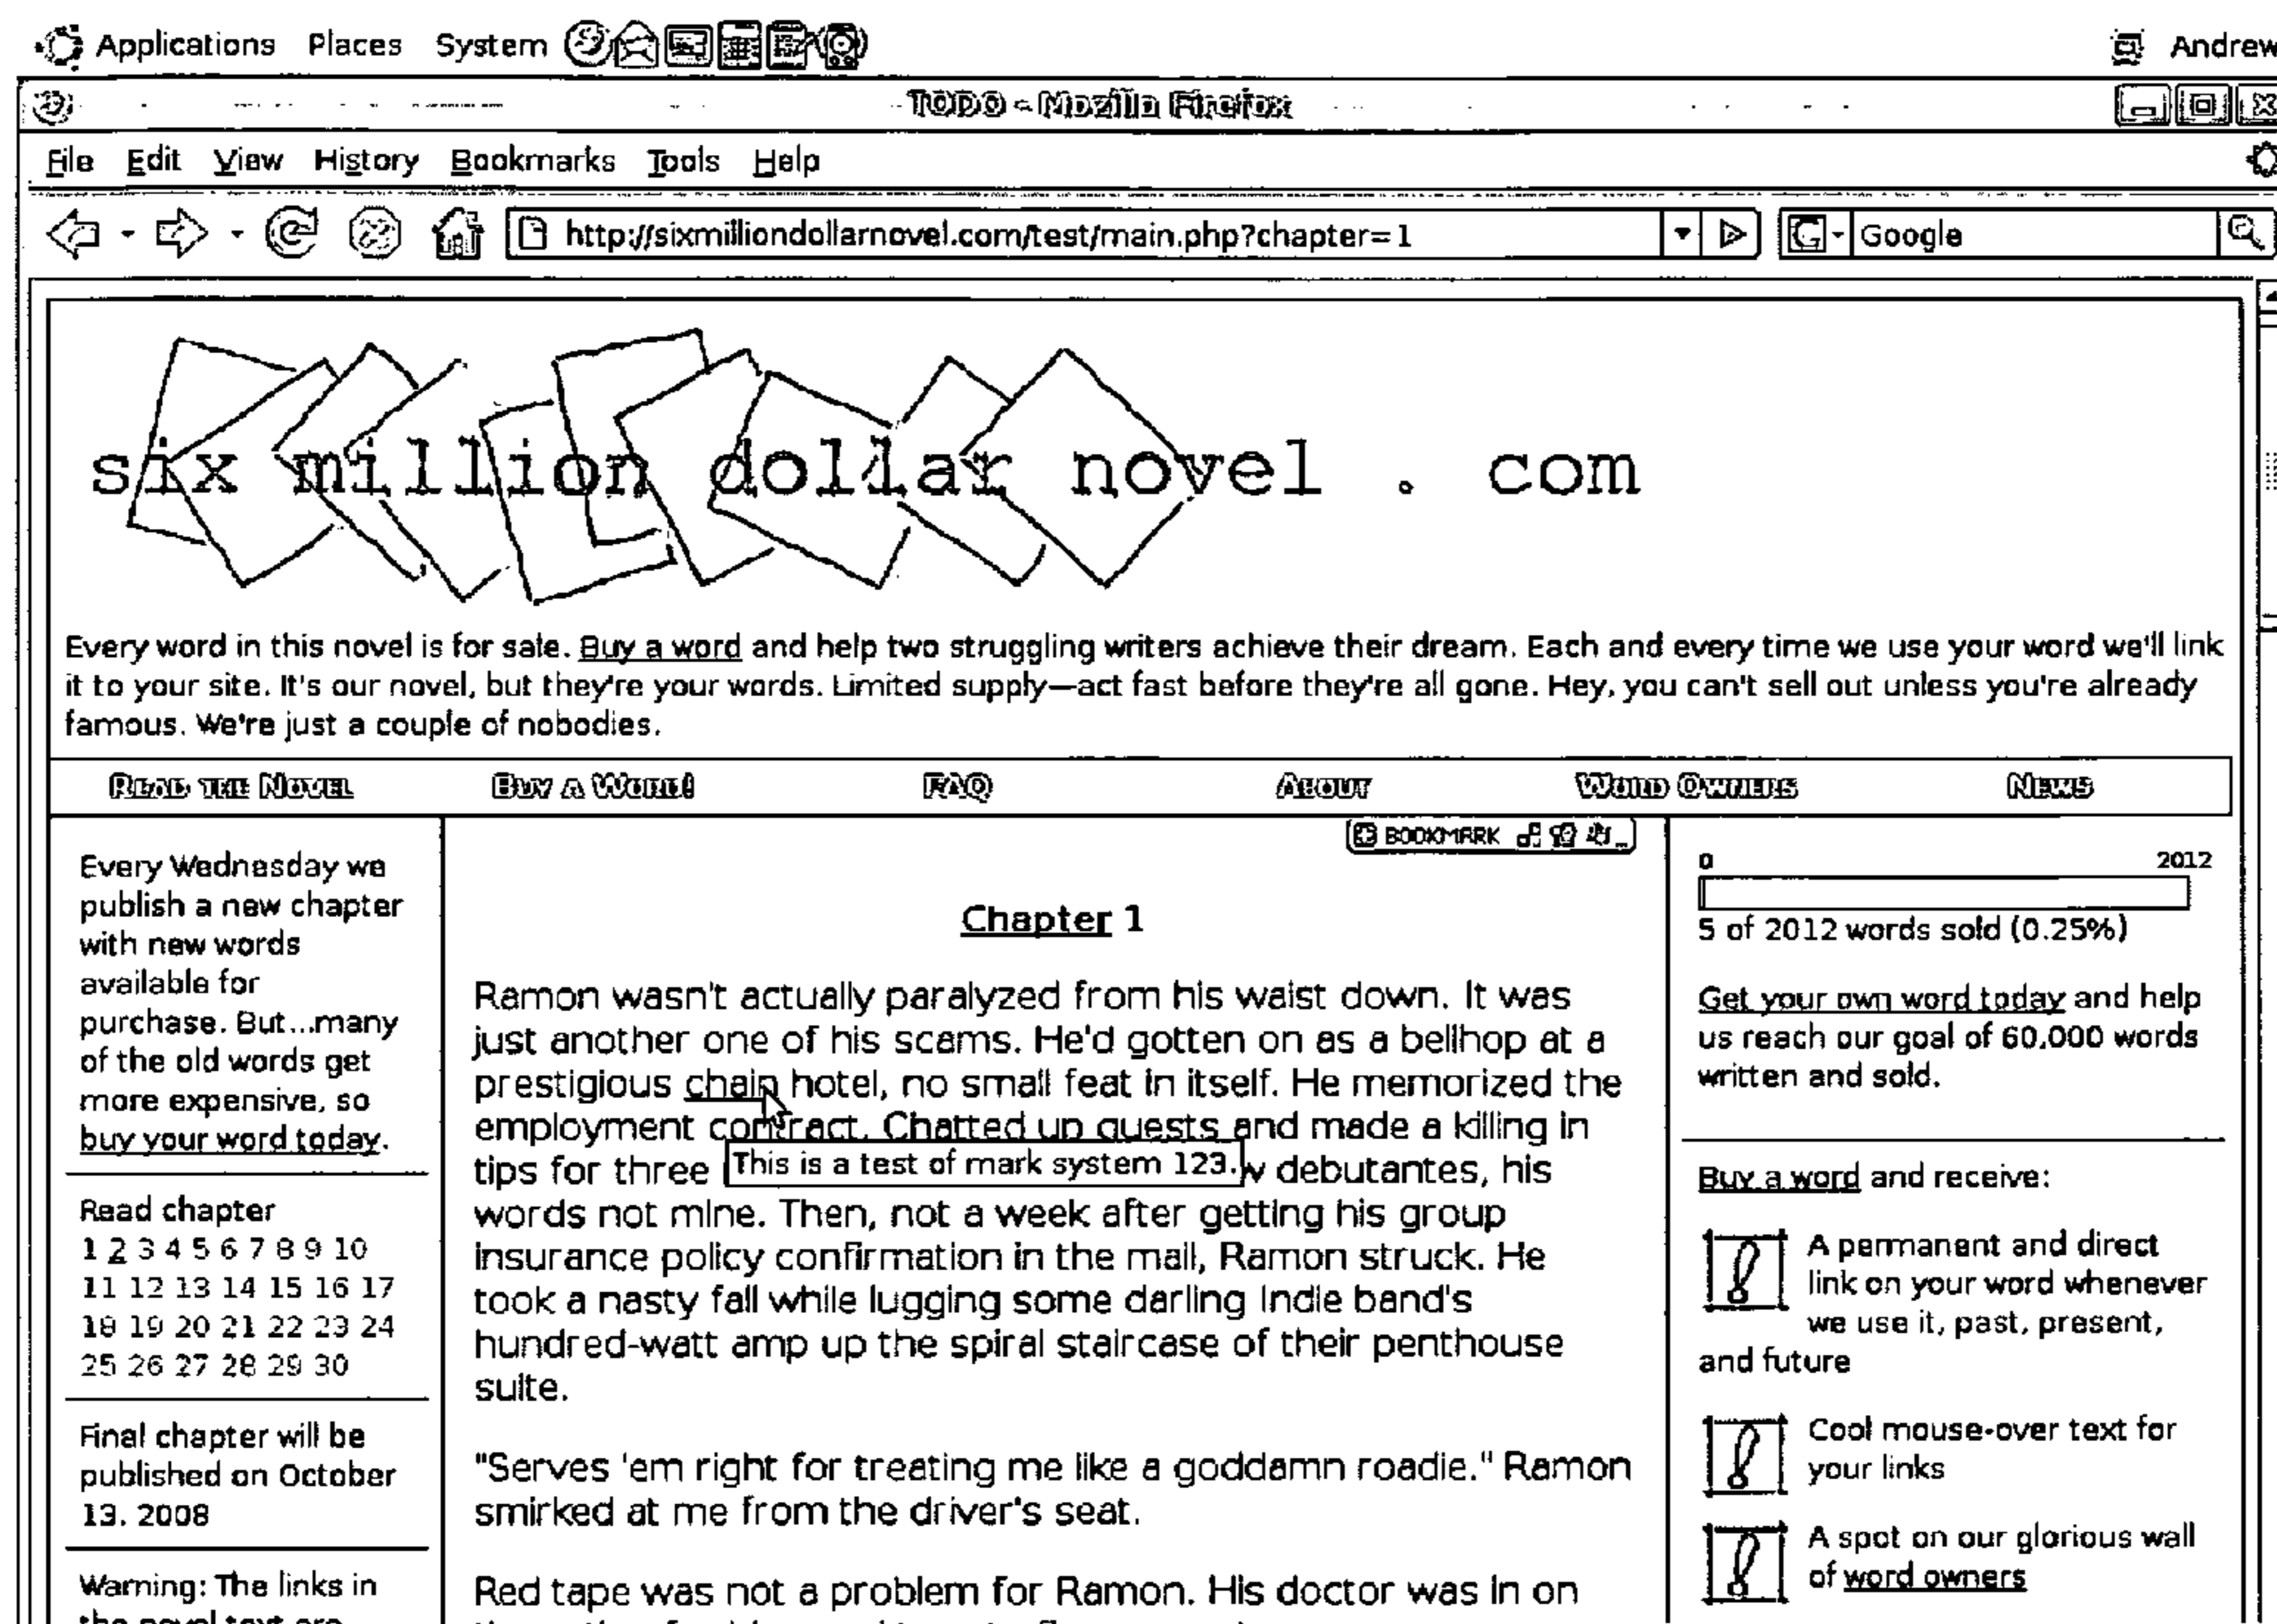 Applications Places System Andrew
TODO - Mozilla Firefox
File Edit View History Bookmarks Tools Help
http://sixmilliondollarnovel.com/test/main.php?chapter=1 G Google
six million dollar novel . com
Every word in this novel is for sale. Buy a word and help two struggling writers achieve their dream. Each and every time we use your word we'll link
it to your site. It's our novel, but they're your words. Limited supply—act fast before they're all gone. Hey, you can't sell out unless you're already
famous. We're just a couple of nobodies.
READ THE NOVEL BUY A WORD! FAQ ABOUT WORD OWNERS NEWS
Every Wednesday we
publish a new chapter
with new words
available for
purchase. But...many
of the old words get
more expensive, so
buy your word today.
Read chapter
1 2 3 4 5 6 7 8 9 10
11 12 13 14 15 16 17
18 19 20 21 22 23 24
25 26 27 28 29 30
Final chapter will be
published on October
13. 2008
Warning: The links in
the novel text are
BOOKMARK
Chapter 1
Ramon wasn't actually paralyzed from his waist down. It was
just another one of his scams. He'd gotten on as a bellhop at a
prestigious chain hotel, no small feat in itself. He memorized the
employment contract. Chatted up guests and made a killing in
tips for three This is a test of mark system 123. debutantes, his
words not mine. Then, not a week after getting his group
insurance policy confirmation in the mail, Ramon struck. He
took a nasty fall while lugging some darling indie band's
hundred-watt amp up the spiral staircase of their penthouse
suite.
"Serves 'em right for treating me like a goddamn roadie." Ramon
smirked at me from the driver's seat.
Red tape was not a problem for Ramon. His doctor was in on
0 2012
5 of 2012 words sold (0.25%)
Get your own word today and help
us reach our goal of 60,000 words
written and sold.
Buy a word and receive:
A permanent and direct
link on your word whenever
we use it, past, present,
and future
Cool mouse-over text for
your links
A spot on our glorious wall
of word owners